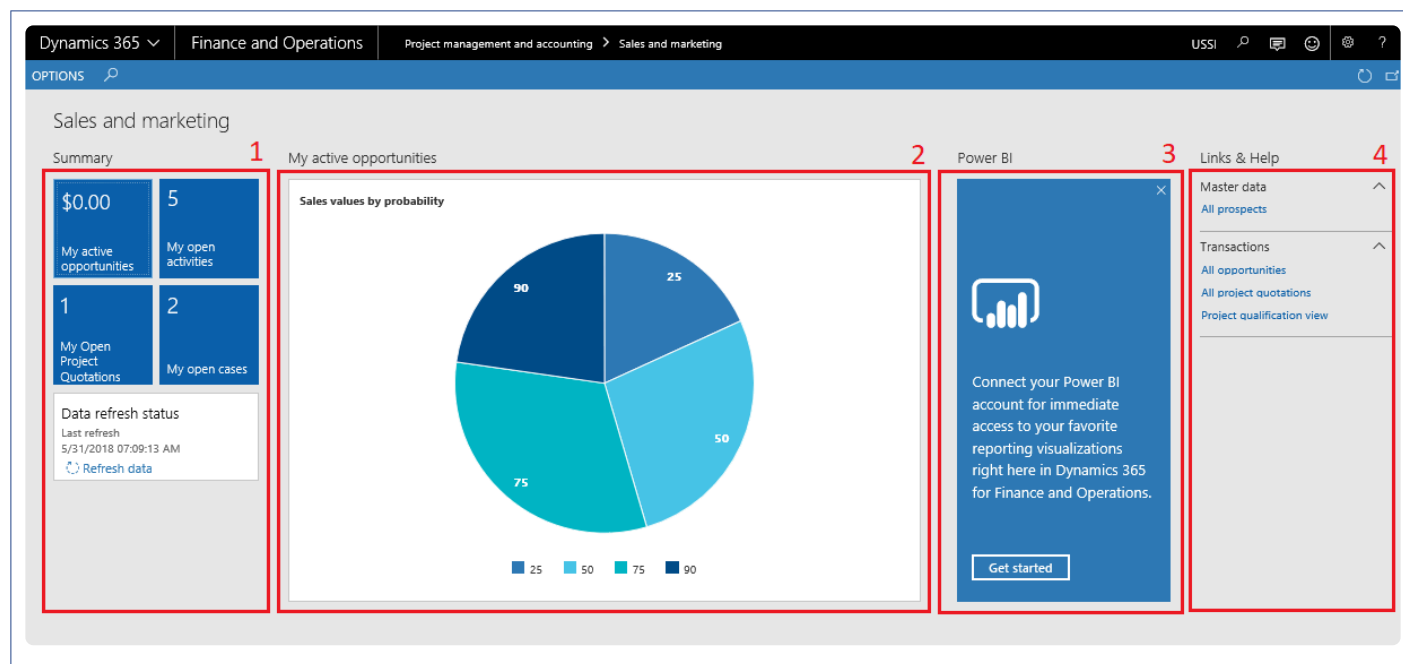 Dynamics 365
Finance and Operations
Project management and accounting > Sales and marketing
USSI
?
OPTIONS
Sales and marketing
Summary
1
$0.00
My active
opportunities
5
My open
activities
1
My Open
Project
Quotations
2
My open cases
Data refresh status
Last refresh
5/31/2018 07:09:13 AM
Refresh data
My active opportunities
2
Sales values by probability
90
25
50
75
25
50
75
90
Power BI
3
Connect your Power BI
account for immediate
access to your favorite
reporting visualizations
right here in Dynamics 365
for Finance and Operations.
Get started
Links & Help
4
Master data
All prospects
Transactions
All opportunities
All project quotations
Project qualification view